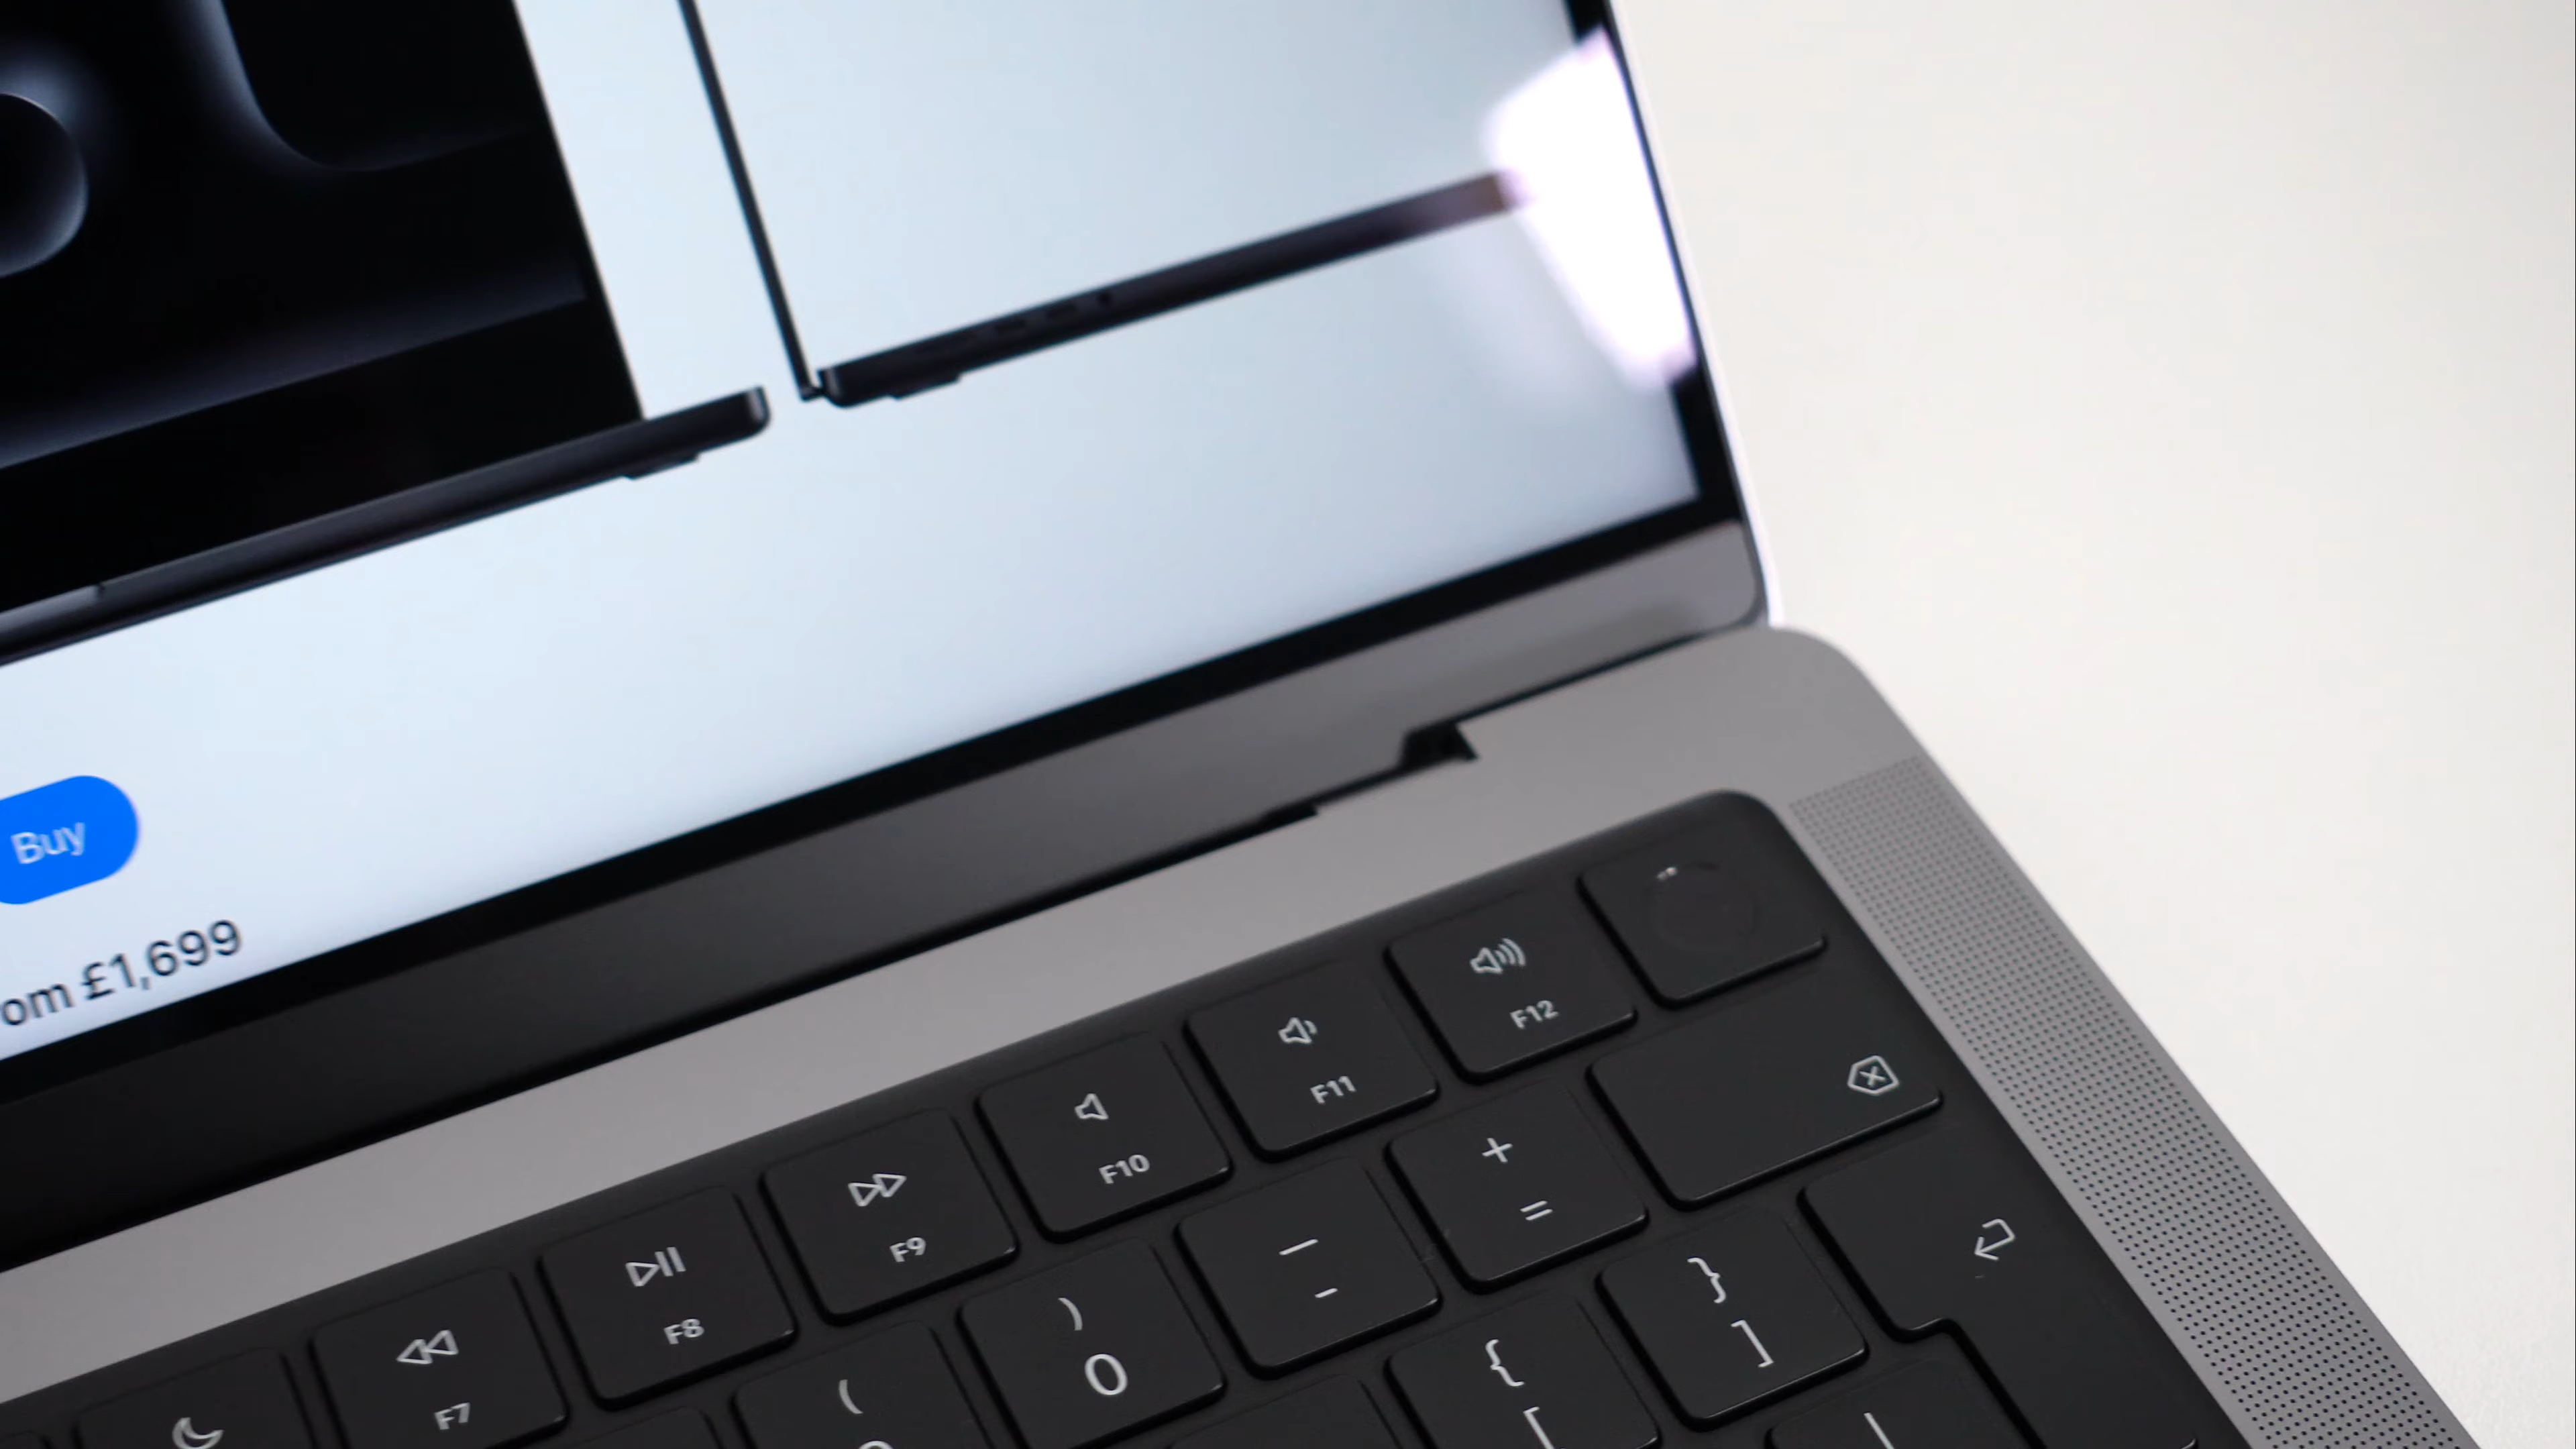 Buy
om £1,699
F12
F11
F10
F9
F8
F7
+
=
—
-
)
0
(
}
]
{
[